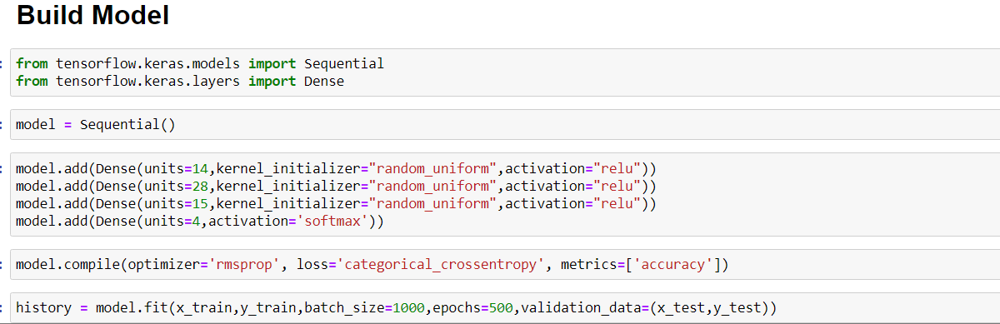 Build Model
from tensorflow.keras.models import Sequential
from tensorflow.keras.layers import Dense
model = Sequential()
model.add(Dense(units=14,kernel_initializer="random_uniform",activation="relu"))
model.add(Dense(units=28,kernel_initializer="random_uniform",activation="relu"))
model.add(Dense(units=15,kernel_initializer="random_uniform",activation="relu"))
model.add(Dense(units=4,activation='softmax'))
model.compile(optimizer='rmsprop', loss='categorical_crossentropy', metrics=['accuracy'])
history = model.fit(x_train,y_train,batch_size=1000,epochs=500,validation_data=(x_test,y_test))